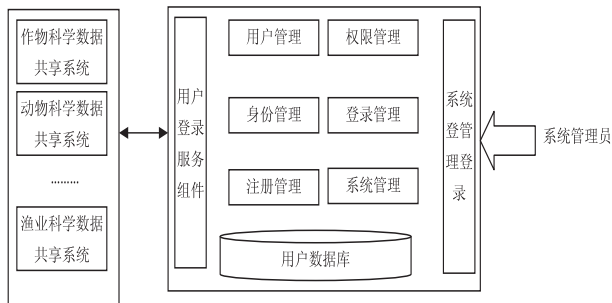 作物科学数据
共享系统
动物科学数据
共享系统
………
渔业科学数据
共享系统
用户
登录
服务
组件
用户管理
权限管理
身份管理
登录管理
注册管理
系统管理
用户数据库
系统
登管
理登
录
系统管理员